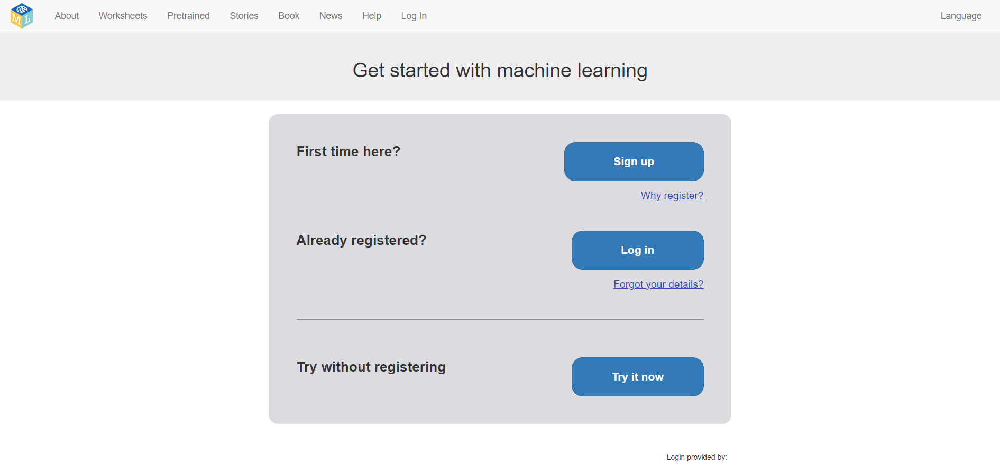 M L
About Worksheets Pretrained Stories Book News Help Log In Language
Get started with machine learning
First time here?
Sign up
Why register?
Already registered?
Log in
Forgot your details?
Try without registering
Try it now
Login provided by: